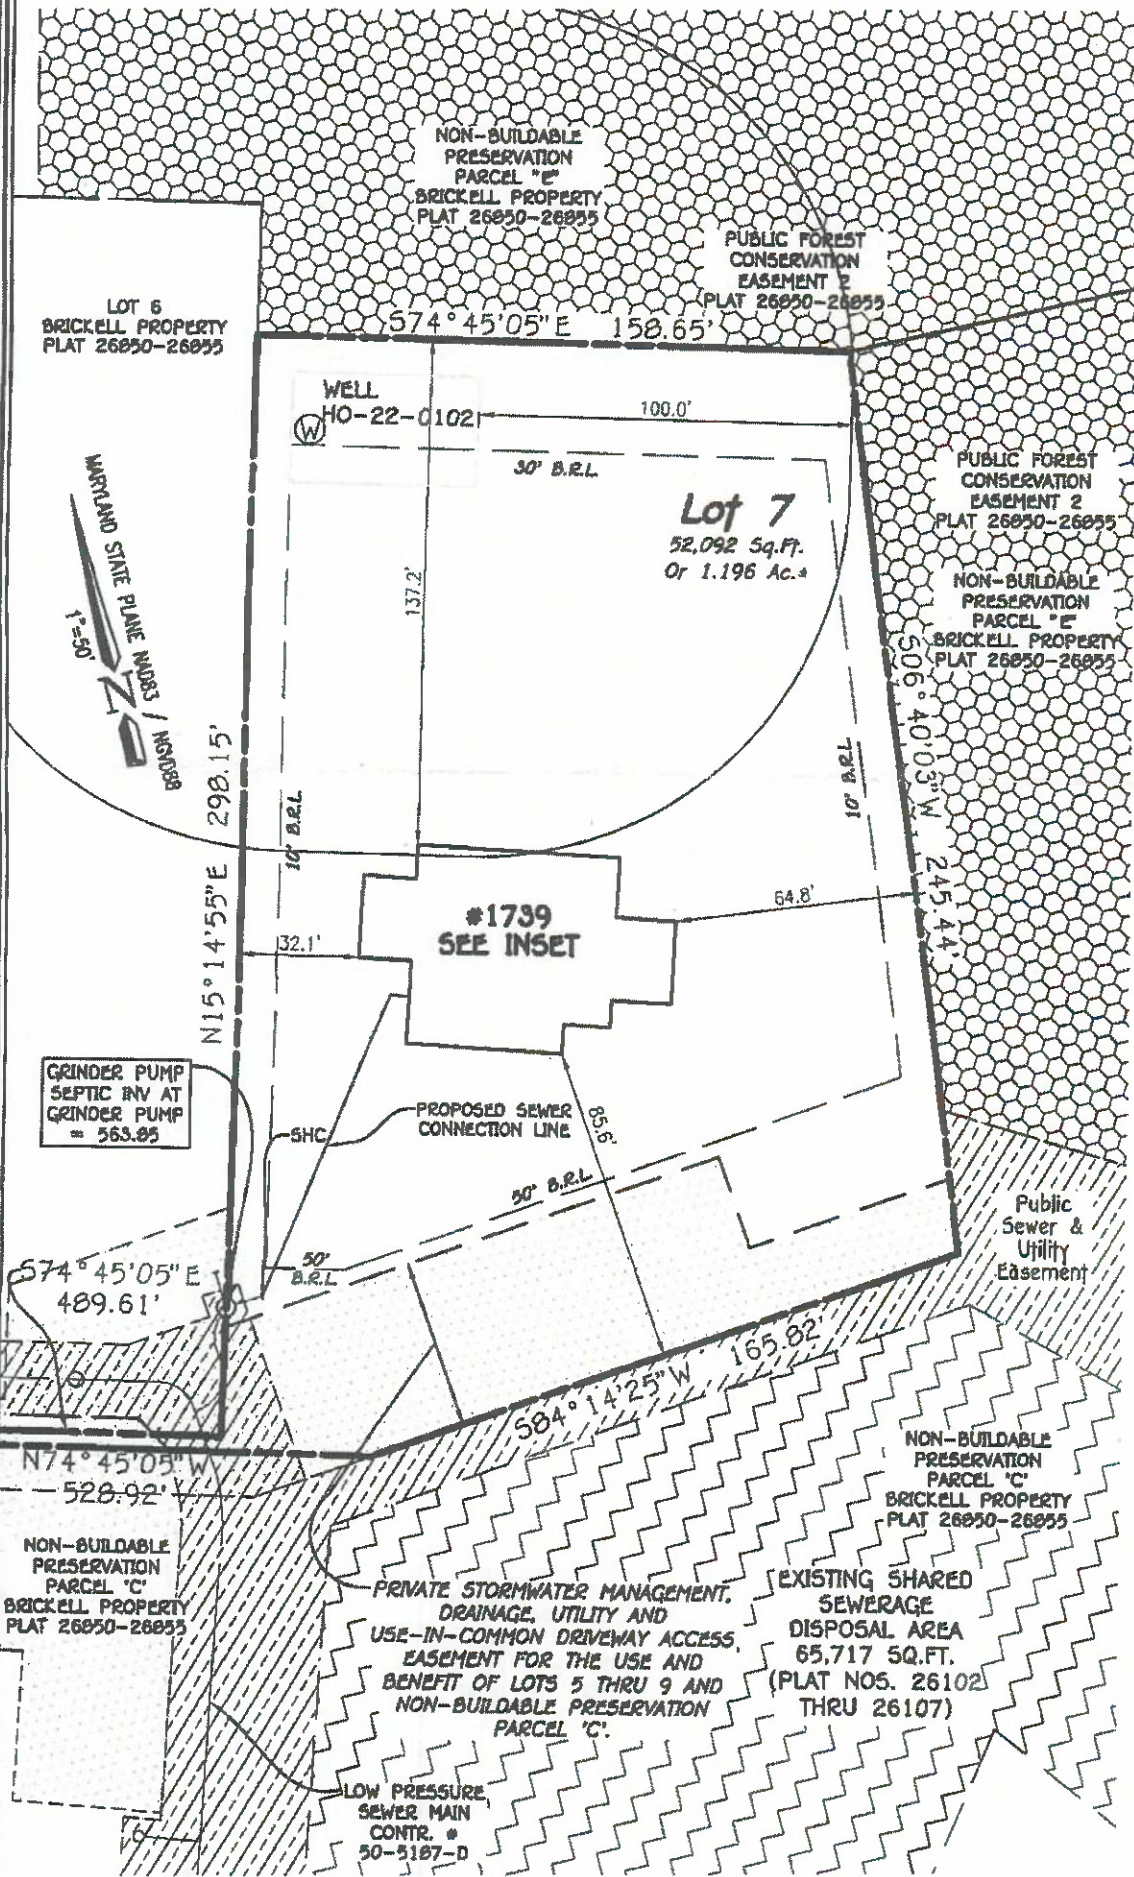 NON-BUILDABLE
PRESERVATION
PARCEL "E"
BRICKELL PROPERTY
PLAT 26850-26855
PUBLIC FOREST
CONSERVATION
EASEMENT 2
PLAT 26850-26855
LOT 6
BRICKELL PROPERTY
PLAT 26850-26855
S74°45'05"E 158.65'
WELL
HO-22-0102
W
100.0'
30' B.R.L.
Lot 7
52,092 Sq.Ft.
Or 1.196 Ac.±
PUBLIC FOREST
CONSERVATION
EASEMENT 2
PLAT 26850-26855
NON-BUILDABLE
PRESERVATION
PARCEL "E"
BRICKELL PROPERTY
PLAT 26850-26855
MARYLAND STATE PLANE NAD83 / NGVD88
1"=50'
N
137.2'
S06°40'03"W 245.44'
10' B.R.L.
10' B.R.L.
N15°14'55"E 298.15'
#1739
SEE INSET
64.8'
32.1'
GRINDER PUMP
SEPTIC INV AT
GRINDER PUMP
= 563.85
SHC
PROPOSED SEWER
CONNECTION LINE
85.6'
50' B.R.L.
50'
B.R.L.
Public
Sewer &
Utility
Easement
S74°45'05"E
489.61'
S84°14'25"W 165.82'
N74°45'05"W
528.92'
NON-BUILDABLE
PRESERVATION
PARCEL 'C'
BRICKELL PROPERTY
PLAT 26850-26855
NON-BUILDABLE
PRESERVATION
PARCEL 'C'
BRICKELL PROPERTY
PLAT 26850-26855
PRIVATE STORMWATER MANAGEMENT,
DRAINAGE, UTILITY AND
USE-IN-COMMON DRIVEWAY ACCESS,
EASEMENT FOR THE USE AND
BENEFIT OF LOTS 5 THRU 9 AND
NON-BUILDABLE PRESERVATION
PARCEL 'C'.
EXISTING SHARED
SEWERAGE
DISPOSAL AREA
65,717 SQ.FT.
(PLAT NOS. 26102
THRU 26107)
LOW PRESSURE
SEWER MAIN
CONTR. #
50-5187-D